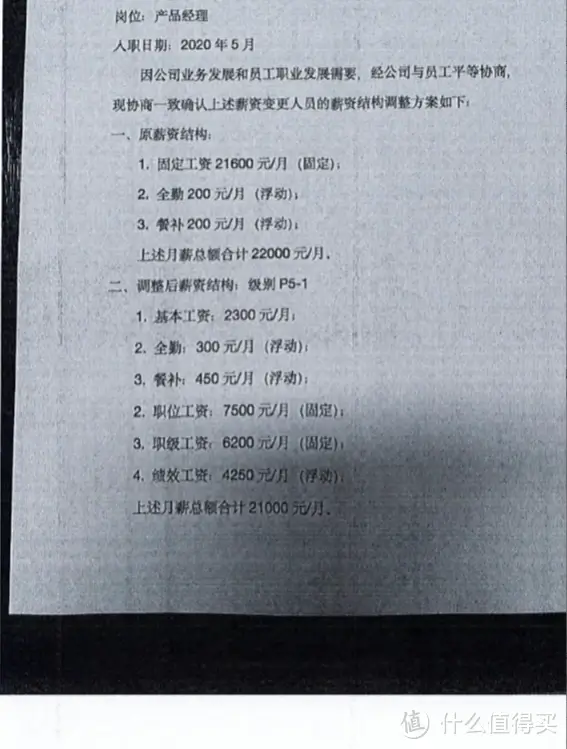 岗位：产品经理
入职日期：2020 年 5 月
因公司业务发展和员工职业发展需要，经公司与员工平等协商，
现协商一致确认上述薪资变更人员的薪资结构调整方案如下：
一、原薪资结构：
1. 固定工资 21600 元/月（固定）；
2. 全勤 200 元/月（浮动）；
3. 餐补 200 元/月（浮动）；
上述月薪总额合计 22000 元/月。
二、调整后薪资结构：级别 P5-1
1. 基本工资：2300 元/月；
2. 全勤：300 元/月（浮动）；
3. 餐补：450 元/月（浮动）；
2. 职位工资：7500 元/月（固定）；
3. 职级工资：6200 元/月（固定）；
4. 绩效工资：4250 元/月（浮动）；
上述月薪总额合计 21000 元/月。
值 什么值得买